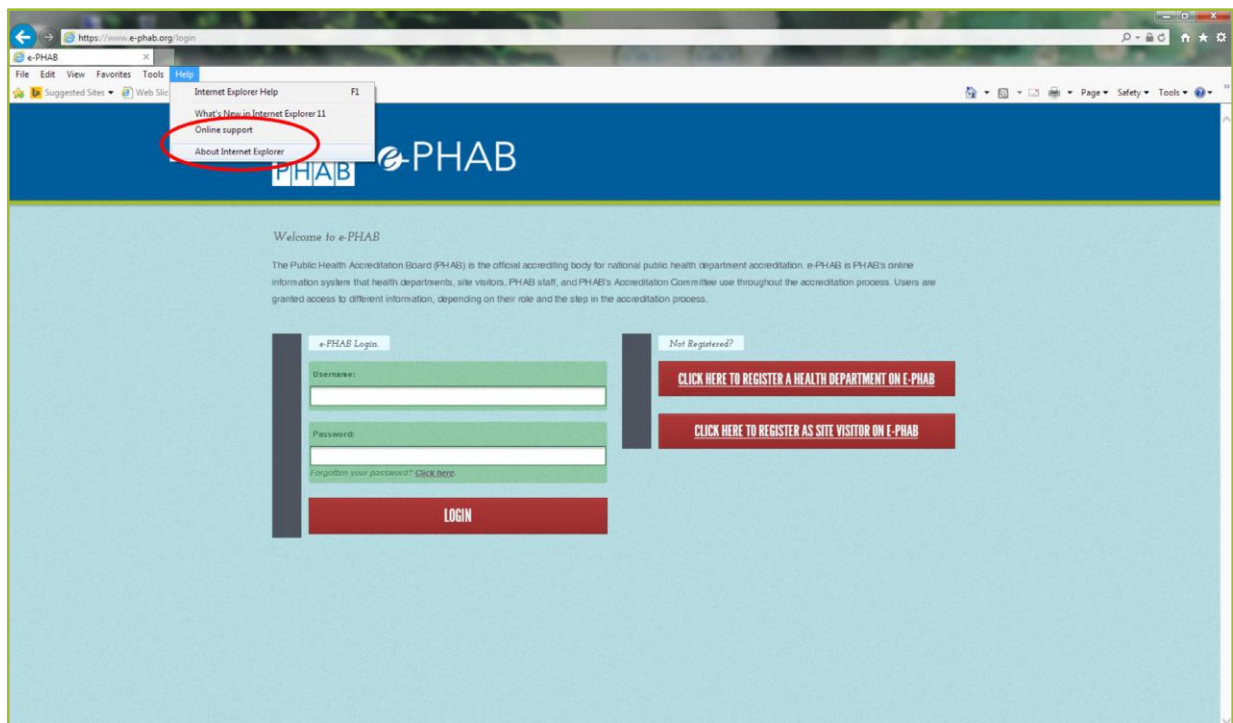 https://www.e-phab.org/login
e-PHAB
File Edit View Favorites Tools Help
Suggested Sites Web Slic
Page Safety Tools
Internet Explorer Help F1
What's New in Internet Explorer 11
Online support
About Internet Explorer
PHAB e-PHAB
Welcome to e-PHAB
The Public Health Accreditation Board (PHAB) is the official accrediting body for national public health department accreditation. e-PHAB is PHAB's online
information system that health departments, site visitors, PHAB staff, and PHAB's Accreditation Committee use throughout the accreditation process. Users are
granted access to different information, depending on their role and the step in the accreditation process.
e-PHAB Login.
Username:
Password:
Forgotten your password? Click here.
LOGIN
Not Registered?
CLICK HERE TO REGISTER A HEALTH DEPARTMENT ON E-PHAB
CLICK HERE TO REGISTER AS SITE VISITOR ON E-PHAB